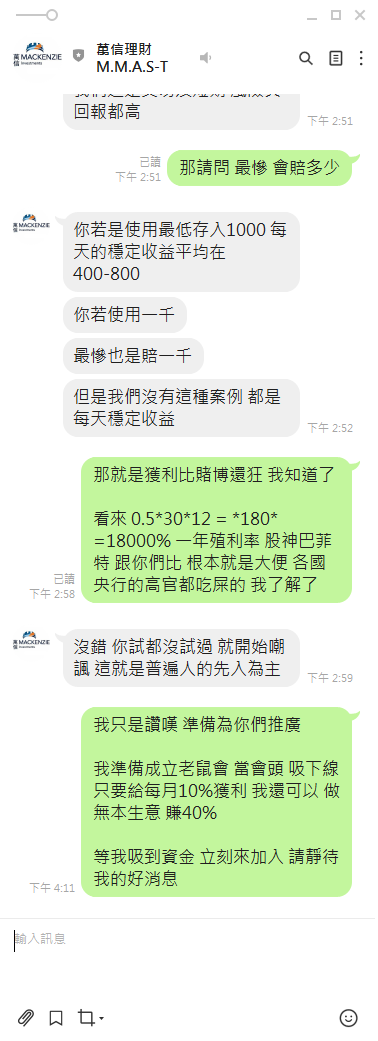 萬信
MACKENZIE
Investments
萬信理財
M.M.A.S-T
回報都高
下午 2:51
已讀
下午 2:51
那請問 最慘 會賠多少
萬信
MACKENZIE
Investments
你若是使用最低存入1000 每
天的穩定收益平均在
400-800
你若使用一千
最慘也是賠一千
但是我們沒有這種案例 都是
每天穩定收益
下午 2:52
那就是獲利比賭博還狂 我知道了
看來 0.5*30*12 = *180*
=18000% 一年殖利率 股神巴菲
特 跟你們比 根本就是大便 各國
央行的高官都吃屎的 我了解了
已讀
下午 2:58
萬信
MACKENZIE
Investments
沒錯 你試都沒試過 就開始嘲
諷 這就是普遍人的先入為主
下午 2:59
我只是讚嘆 準備為你們推廣
我準備成立老鼠會 當會頭 吸下線
只要給每月10%獲利 我還可以 做
無本生意 賺40%
等我吸到資金 立刻來加入 請靜待
我的好消息
下午 4:11
輸入訊息